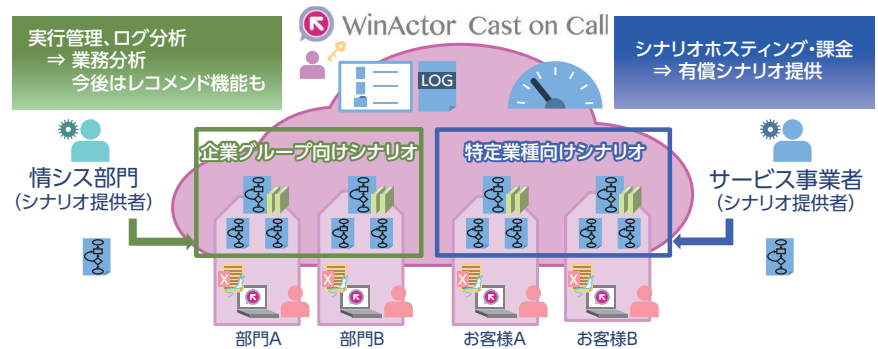 WinActor Cast on Call
実行管理、ログ分析
⇒ 業務分析
今後はレコメンド機能も
シナリオホスティング・課金
⇒ 有償シナリオ提供
LOG
企業グループ向けシナリオ
特定業種向けシナリオ
情シス部門
(シナリオ提供者)
サービス事業者
(シナリオ提供者)
X
X
X
X
部門A
部門B
お客様A
お客様B